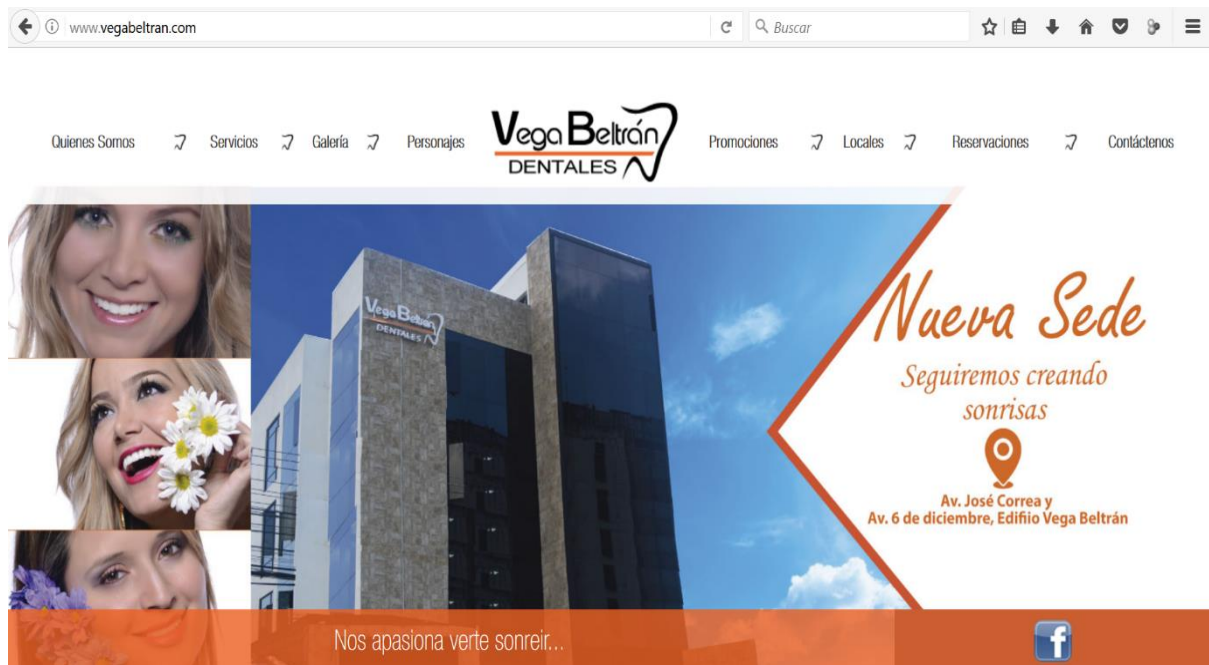 www.vegabeltran.com
Buscar
Quienes Somos
Servicios
Galería
Personajes
Vega Beltrán
DENTALES
Promociones
Locales
Reservaciones
Contáctenos
Vega Beltrán
DENTALES
Nueva Sede
Seguiremos creando
sonrisas
Av. José Correa y
Av. 6 de diciembre, Edifiio Vega Beltrán
Nos apasiona verte sonreir...
f